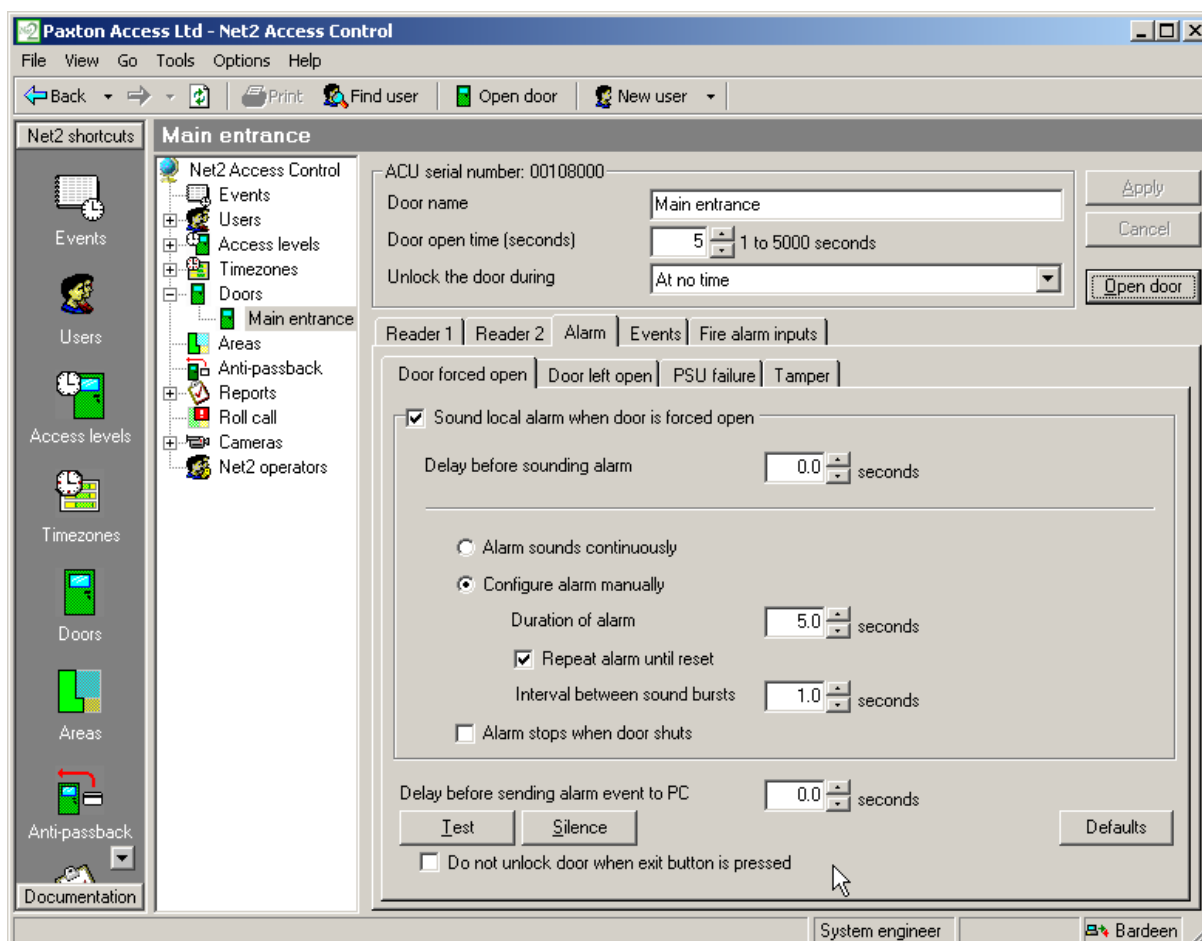 Paxton Access Ltd - Net2 Access Control
File View Go Tools Options Help
Back Print Find user Open door New user
Net2 shortcuts
Events
Users
Access levels
Timezones
Doors
Areas
Anti-passback
Documentation
Main entrance
Net2 Access Control
Events
Users
Access levels
Timezones
Doors
Main entrance
Areas
Anti-passback
Reports
Roll call
Cameras
Net2 operators
ACU serial number: 00108000
Door name Main entrance
Door open time (seconds) 5 1 to 5000 seconds
Unlock the door during At no time
Apply
Cancel
Open door
Reader 1 Reader 2 Alarm Events Fire alarm inputs
Door forced open Door left open PSU failure Tamper
Sound local alarm when door is forced open
Delay before sounding alarm 0.0 seconds
Alarm sounds continuously
Configure alarm manually
Duration of alarm 5.0 seconds
Repeat alarm until reset
Interval between sound bursts 1.0 seconds
Alarm stops when door shuts
Delay before sending alarm event to PC 0.0 seconds
Test Silence Defaults
Do not unlock door when exit button is pressed
System engineer Bardeen